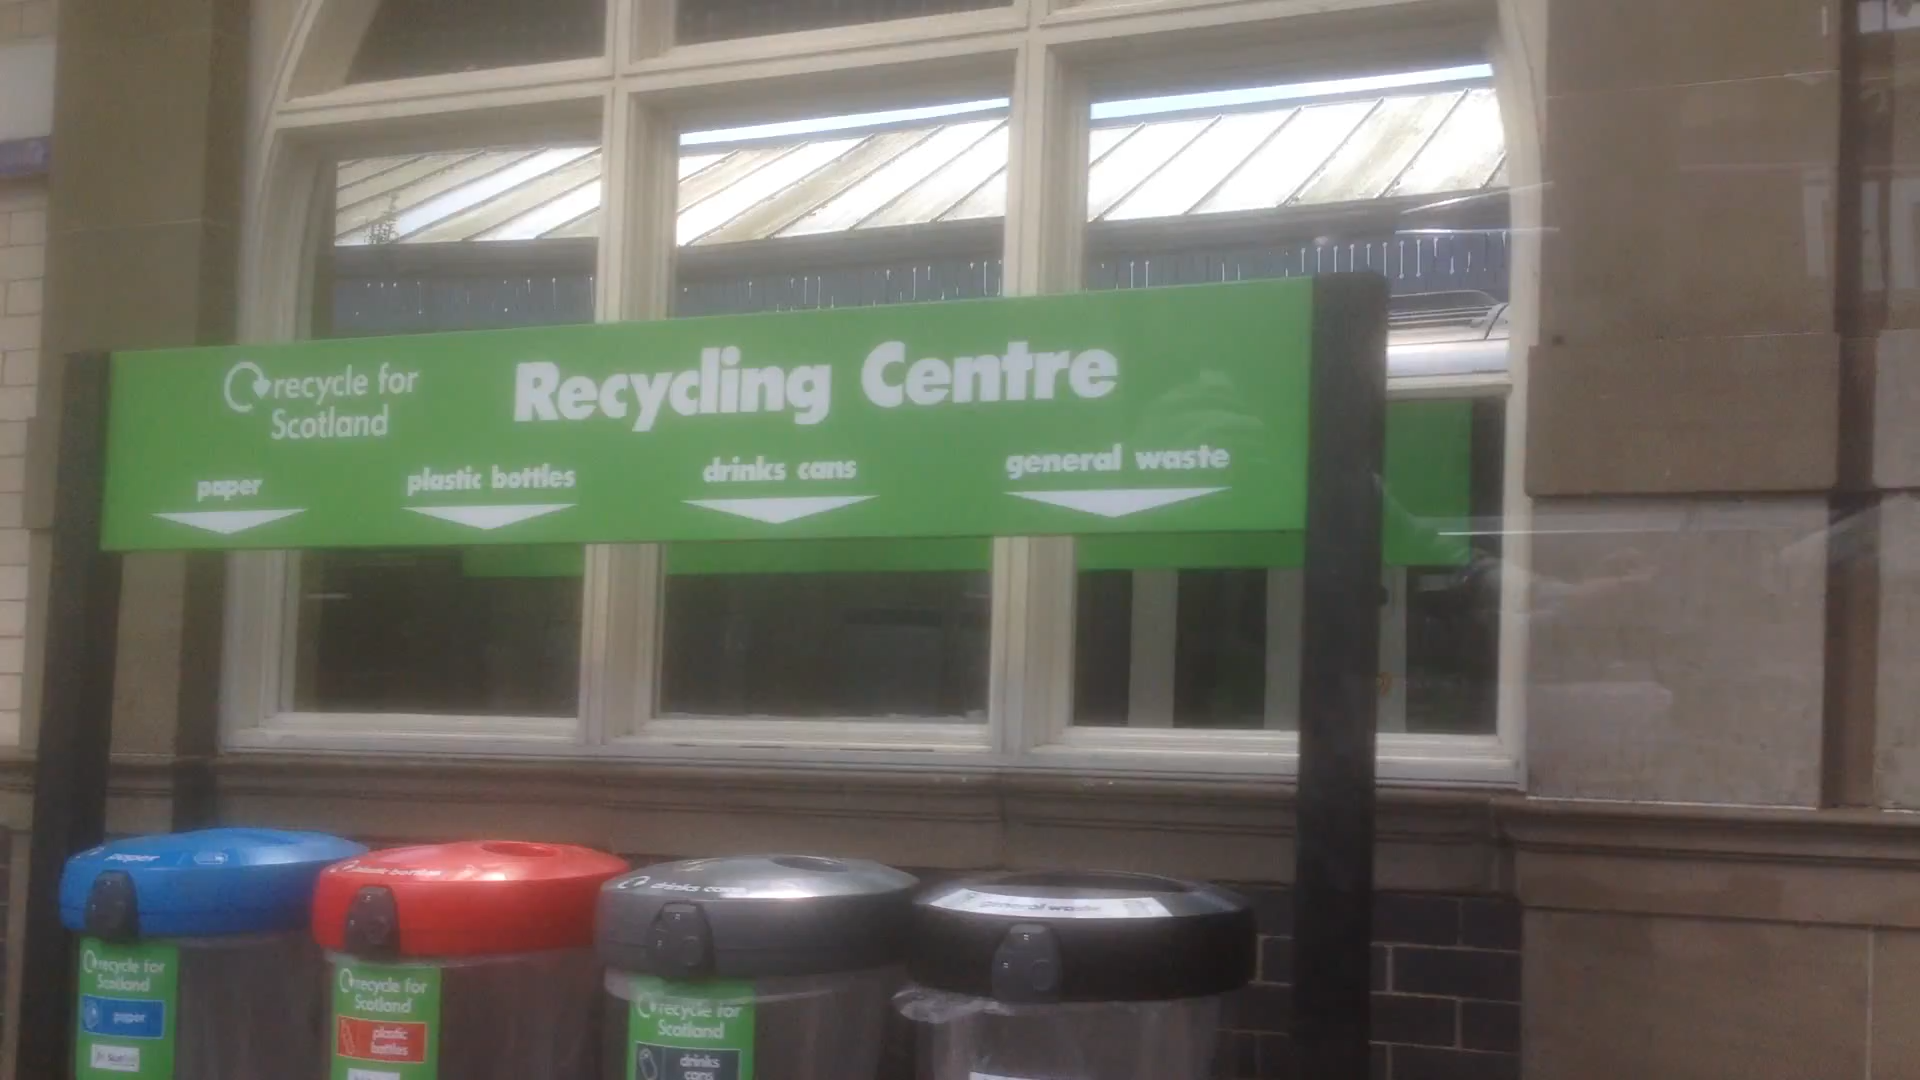 recycle for
Scotland
Recycling Centre
paper
plastic bottles
drinks cans
general waste
paper
plastic bottles
drinks cans
general waste
recycle for
Scotland
paper
recycle for
Scotland
plastic
bottles
recycle for
Scotland
drinks
cans